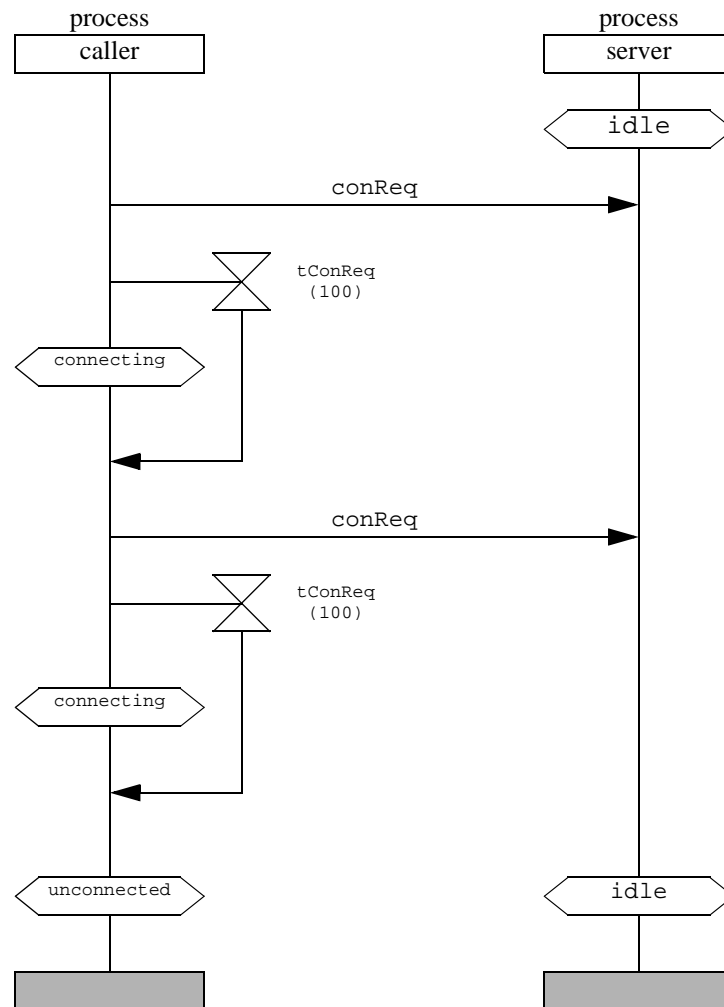 process
process
caller
server
idle
conReq
tConReq
(100)
connecting
conReq
tConReq
(100)
connecting
unconnected
idle